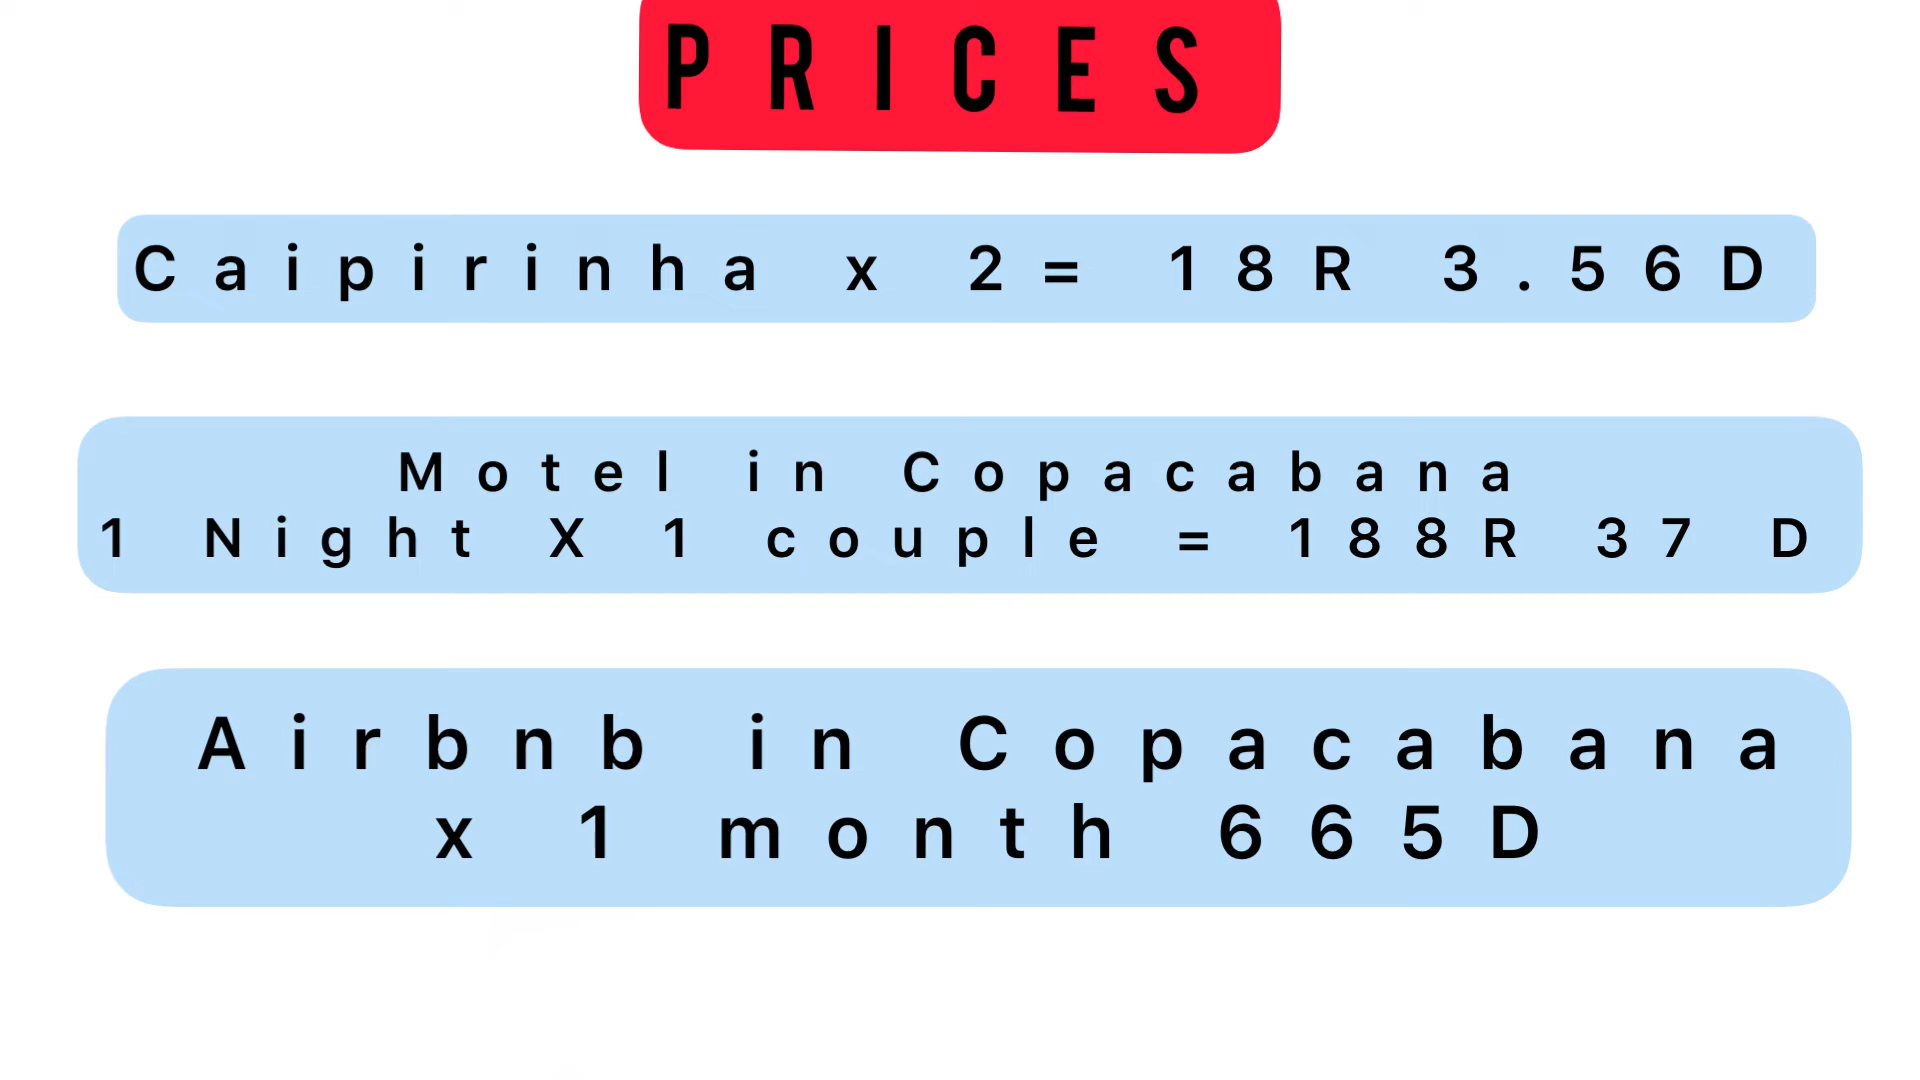 PRICES
Caipirinha x 2= 18R 3.56D
Motel in Copacabana
1 Night X 1 couple = 188R 37 D
Airbnb in Copacabana
x 1 month 665D